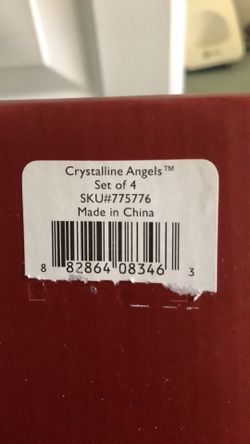 Crystalline Angels™
Set of 4
SKU#775776
Made in China
8 82864 08346 3